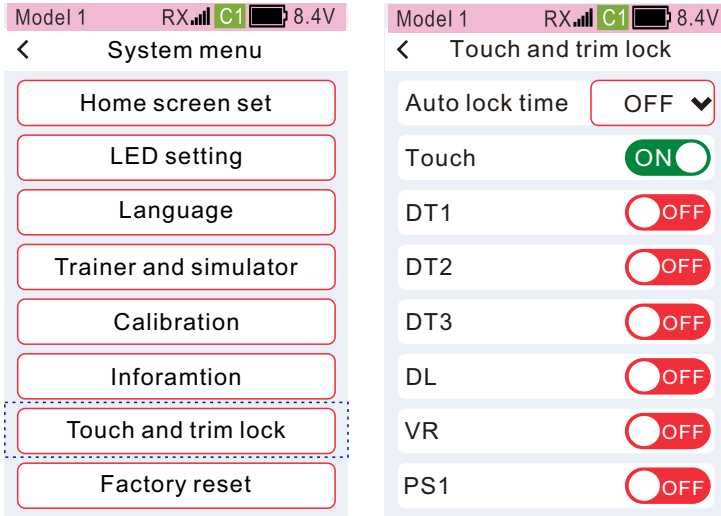 Model 1 RX C1 8.4V
System menu
Home screen set
LED setting
Language
Trainer and simulator
Calibration
Inforamtion
Touch and trim lock
Factory reset
Model 1 RX C1 8.4V
Touch and trim lock
Auto lock time OFF
Touch ON
DT1 OFF
DT2 OFF
DT3 OFF
DL OFF
VR OFF
PS1 OFF